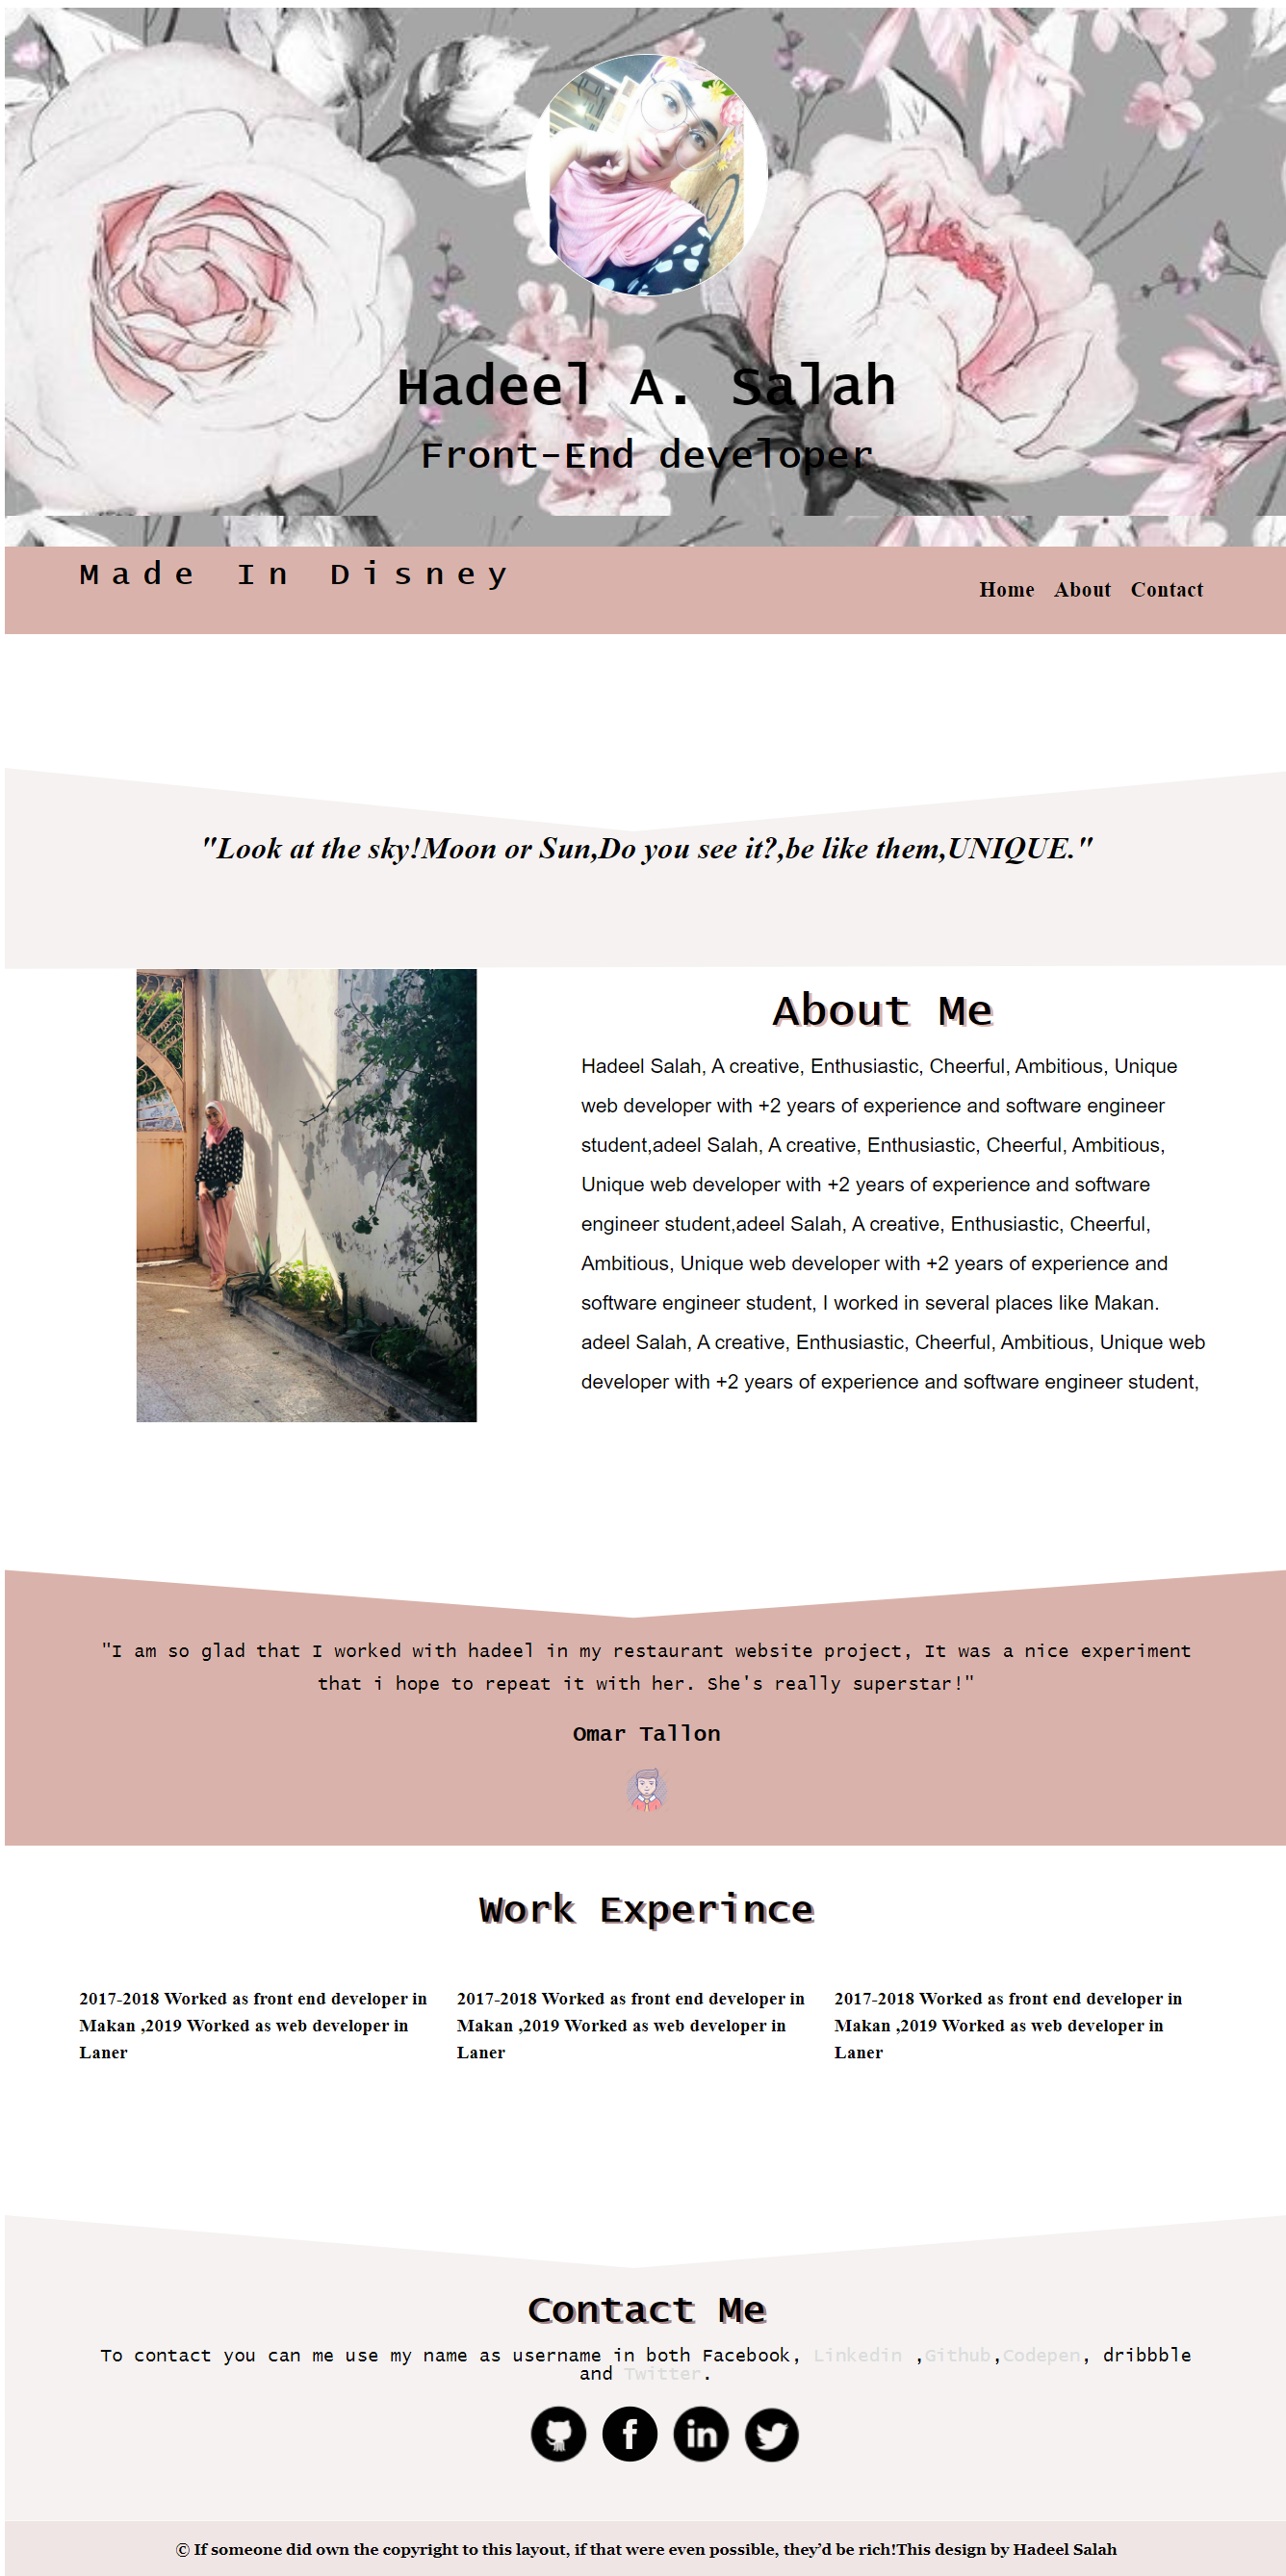 Hadeel A. Salah
Front-End developer
Made In Disney
Home About Contact
"Look at the sky!Moon or Sun,Do you see it?,be like them,UNIQUE."
About Me
Hadeel Salah, A creative, Enthusiastic, Cheerful, Ambitious, Unique
web developer with +2 years of experience and software engineer
student,adeel Salah, A creative, Enthusiastic, Cheerful, Ambitious,
Unique web developer with +2 years of experience and software
engineer student,adeel Salah, A creative, Enthusiastic, Cheerful,
Ambitious, Unique web developer with +2 years of experience and
software engineer student, I worked in several places like Makan.
adeel Salah, A creative, Enthusiastic, Cheerful, Ambitious, Unique web
developer with +2 years of experience and software engineer student,
"I am so glad that I worked with hadeel in my restaurant website project, It was a nice experiment
that i hope to repeat it with her. She's really superstar!"
Omar Tallon
Work Experince
2017-2018 Worked as front end developer in
Makan ,2019 Worked as web developer in
Laner
2017-2018 Worked as front end developer in
Makan ,2019 Worked as web developer in
Laner
2017-2018 Worked as front end developer in
Makan ,2019 Worked as web developer in
Laner
Contact Me
To contact you can me use my name as username in both Facebook, Linkedin ,Github,Codepen, dribbble
and Twitter.
© If someone did own the copyright to this layout, if that were even possible, they’d be rich!This design by Hadeel Salah